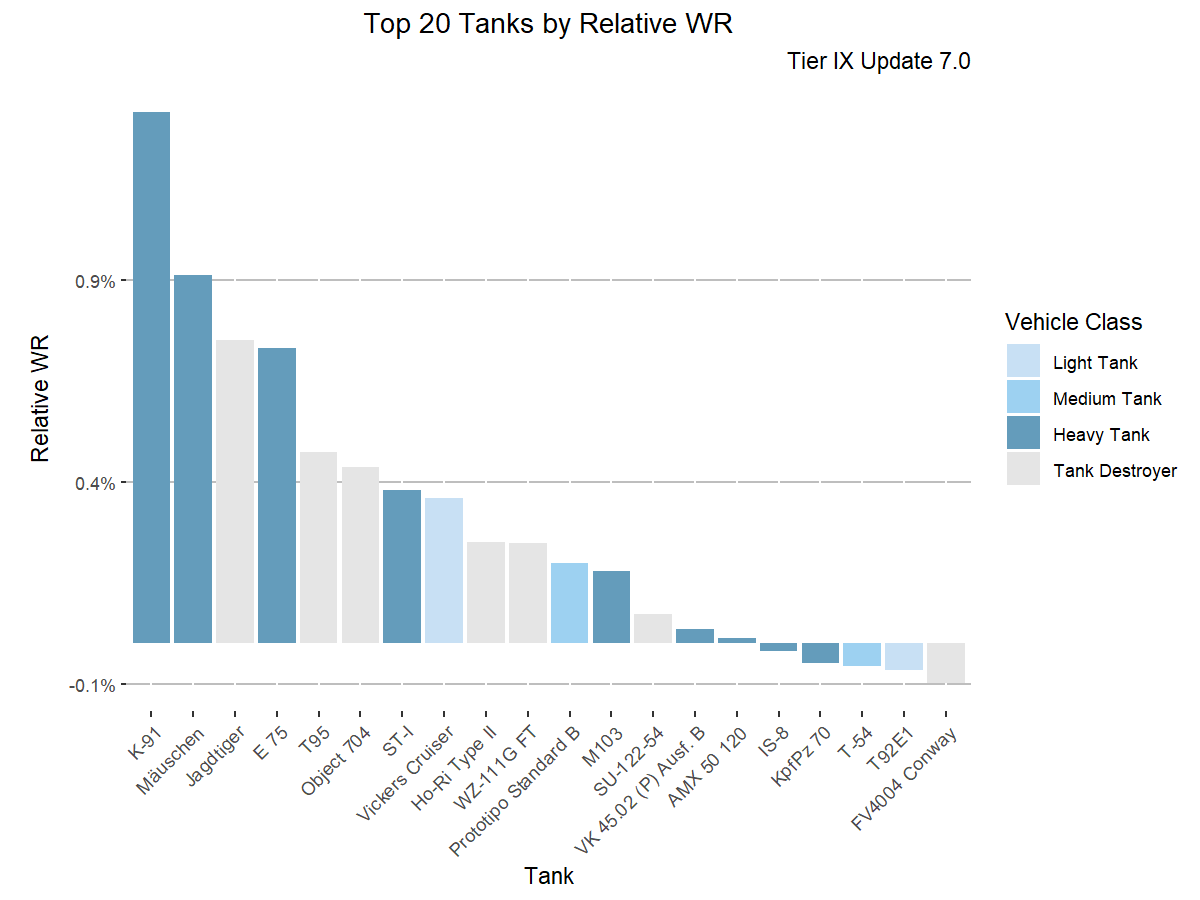 Top 20 Tanks by Relative WR
Tier IX Update 7.0
Relative WR
0.9%
0.4%
-0.1%
K-91
Mäuschen
Jagdtiger
E 75
T95
Object 704
ST-I
Vickers Cruiser
Ho-Ri Type II
WZ-111G FT
Prototipo Standard B
M103
SU-122-54
VK 45.02 (P) Ausf. B
AMX 50 120
IS-8
KpfPz 70
T-54
T92E1
FV4004 Conway
Tank
Vehicle Class
Light Tank
Medium Tank
Heavy Tank
Tank Destroyer